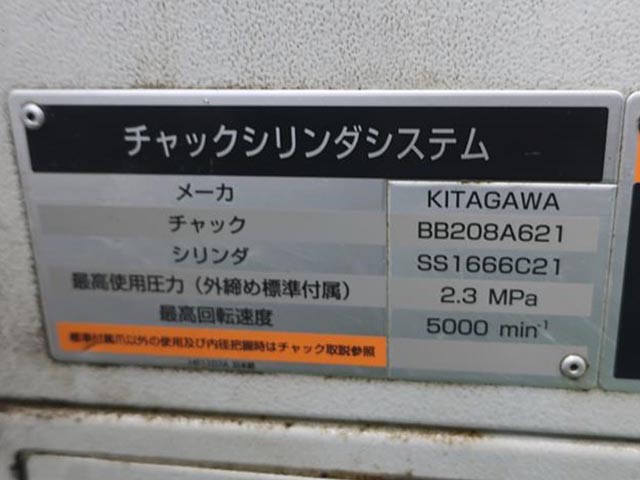 チャックシリンダシステム
メーカ KITAGAWA
チャック BB208A621
シリンダ SS1666C21
最高使用圧力（外締め標準付属） 2.3 MPa
最高回転速度 5000 min⁻¹
標準付属爪以外の使用及び内径把握時はチャック取説参照